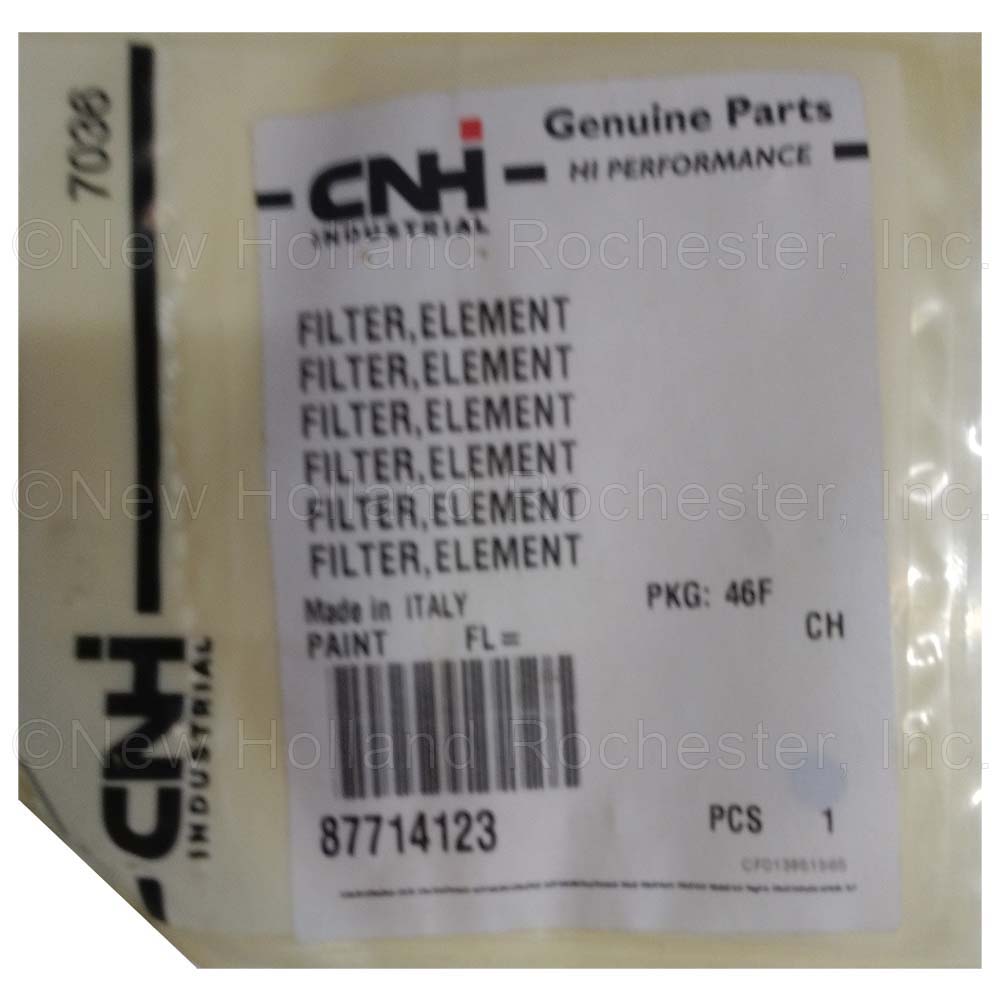 7036
CNH
INDUSTRIAL
Genuine Parts
HI PERFORMANCE
©New Holland Rochester, Inc.
FILTER,ELEMENT
FILTER,ELEMENT
FILTER,ELEMENT
FILTER,ELEMENT
©New Holland Rochester, Inc.
FILTER,ELEMENT
FILTER,ELEMENT
Made in ITALY
PKG: 46F
PAINT FL=
CH
CNH
INDUSTRIAL
©New Holland Rochester, Inc.
87714123
PCS 1